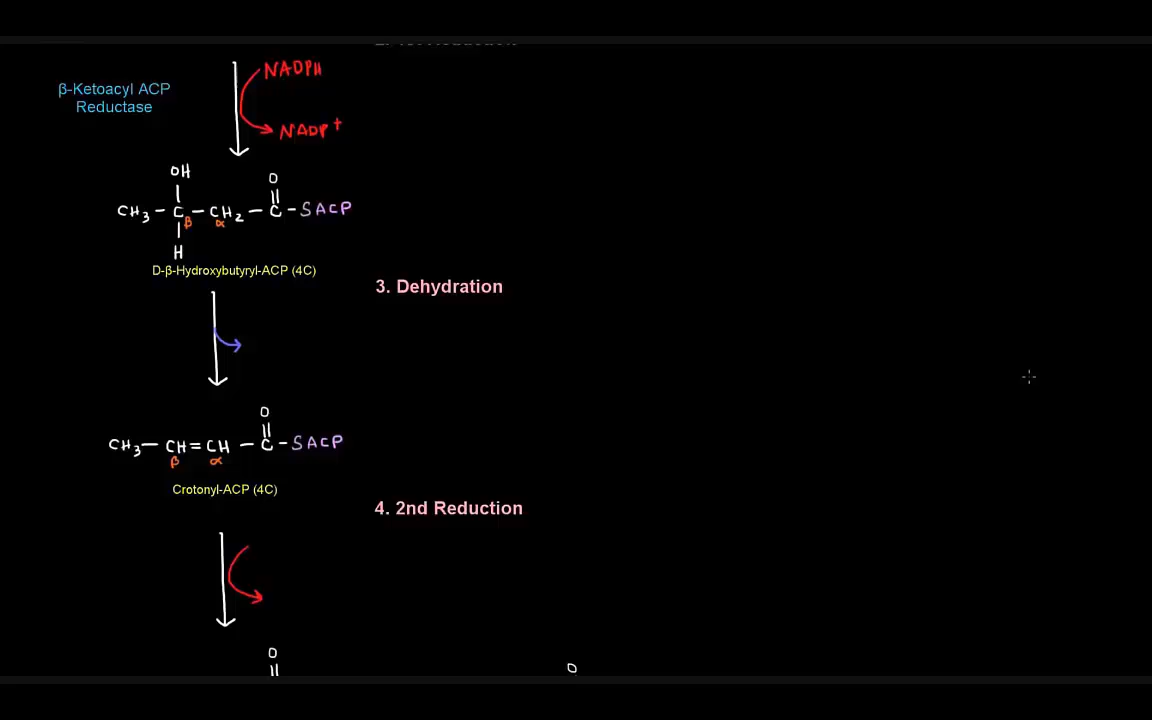 NADPH
β-Ketoacyl ACP
Reductase
NADP+
OH
O
CH3 - C - CH2 - C - SACP
β α
H
D-β-Hydroxybutyryl-ACP (4C)
3. Dehydration
O
CH3 - CH = CH - C - SACP
β α
Crotonyl-ACP (4C)
4. 2nd Reduction
O
O